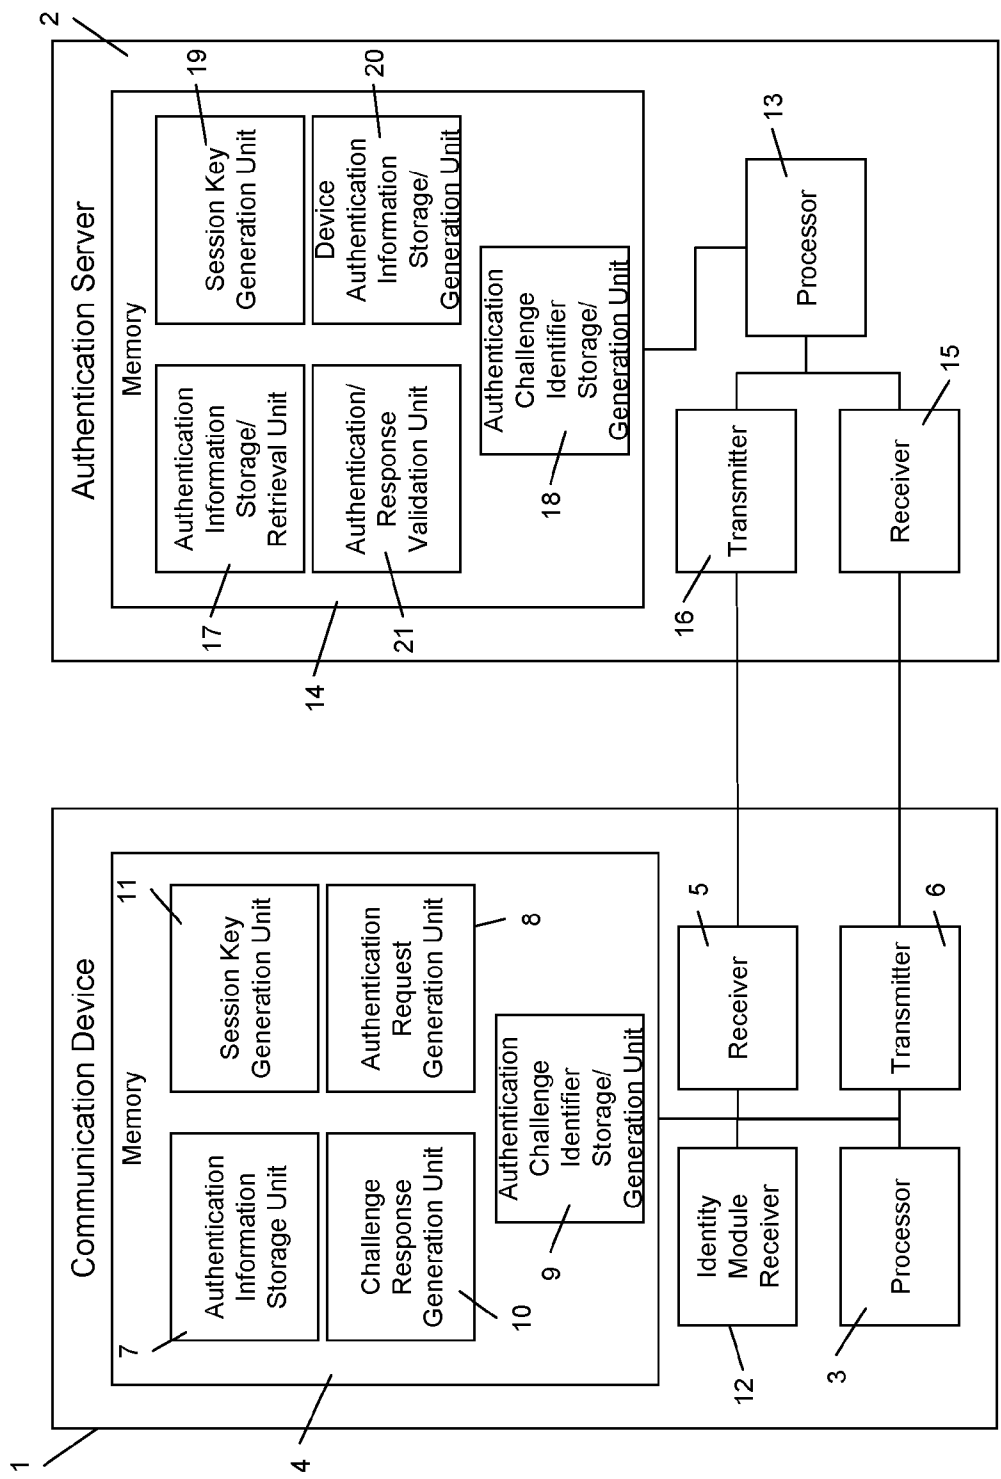 1
Communication Device
Memory
4
7
Authentication
Information
Storage Unit
11
Session Key
Generation Unit
10
Challenge
Response
Generation Unit
8
Authentication
Request
Generation Unit
9
Authentication
Challenge
Identifier
Storage/
Generation Unit
12
Identity
Module
Receiver
5
Receiver
3
Processor
6
Transmitter
2
Authentication Server
Memory
14
17
Authentication
Information
Storage/
Retrieval Unit
19
Session Key
Generation Unit
21
Authentication/
Response
Validation Unit
20
Device
Authentication
Information
Storage/
Generation Unit
18
Authentication
Challenge
Identifier
Storage/
Generation Unit
16
Transmitter
13
Processor
15
Receiver